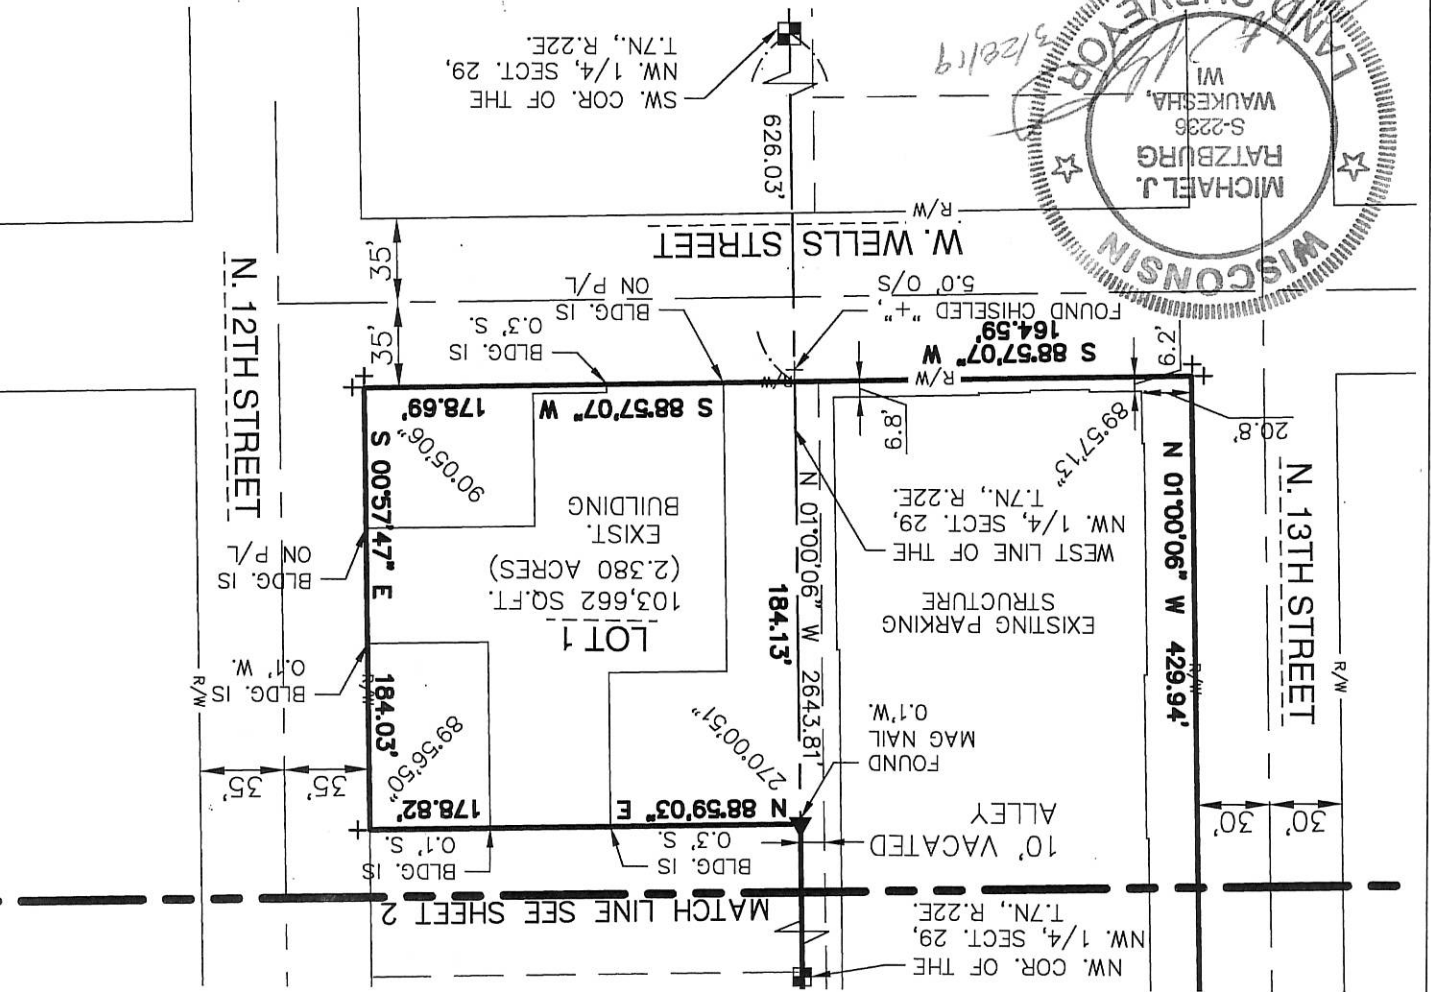 NW. COR. OF THE
NW. 1/4, SECT. 29,
T.7N., R.22E.
MATCH LINE SEE SHEET 2
BLDG. IS
0.1' S.
BLDG. IS
0.3' S.
10' VACATED
ALLEY
35'
35'
30'
30'
178.82'
N 88°59'03" E
89°56'50"
270°00'51"
FOUND
MAG NAIL
0.1'W.
R/W
BLDG. IS
0.1' W.
184.03'
R/W
S 00°57'47" E
LOT 1
103,662 SQ.FT.
(2.380 ACRES)
EXIST.
BUILDING
184.13'
N 01°00'06" W 2643.81'
EXISTING PARKING
STRUCTURE
N 01°00'06" W 429.94'
R/W
R/W
N. 13TH STREET
WEST LINE OF THE
NW. 1/4, SECT. 29,
T.7N., R.22E.
BLDG. IS
ON P/L
90°05'06"
89°57'13"
20.8'
6.8'
6.2'
178.69'
S 88°57'07" W
R/W
R/W
S 88°57'07" W
164.59'
N. 12TH STREET
BLDG. IS
0.3' S.
BLDG. IS
ON P/L
FOUND CHISELED "+",
5.0' O/S
35'
35'
W. WELLS STREET
R/W
626.03'
SW. COR. OF THE
NW. 1/4, SECT. 29,
T.7N., R.22E.
WISCONSIN
MICHAEL J.
RATZBURG
S-2236
WAUKESHA,
WI
LAND SURVEYOR
3/28/19